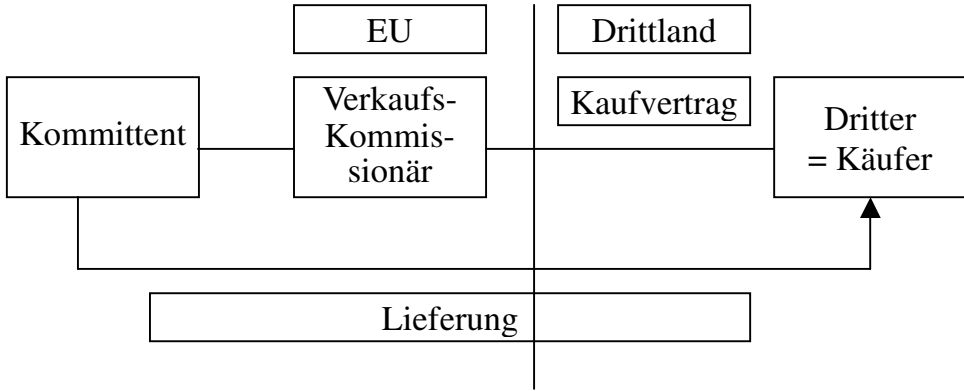 EU
Drittland
Kommittent
Verkaufs-
Kommis-
sionär
Kaufvertrag
Dritter
= Käufer
Lieferung